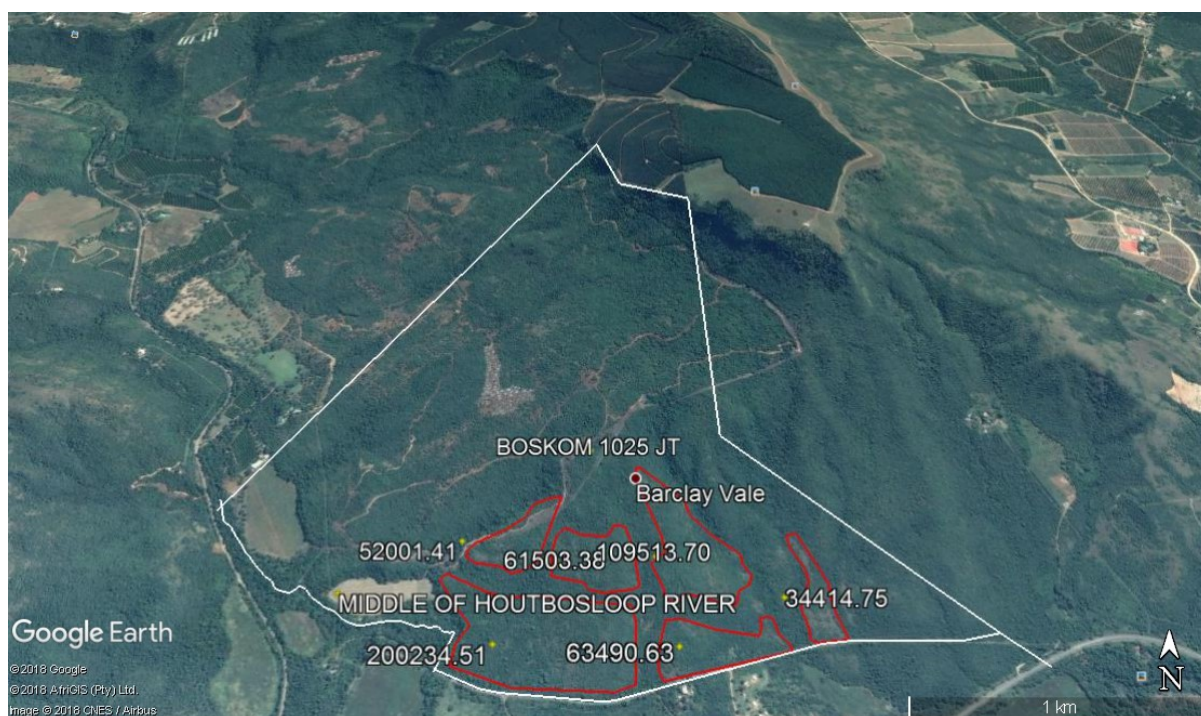 BOSKOM 1025 JT
Barclay Vale
52001.41
61503.38
109513.70
MIDDLE OF HOUTBOSLOOP RIVER
34414.75
200234.51
63490.63
Google Earth
©2018 Google
©2018 AfriGIS (Pty) Ltd.
Image © 2018 CNES / Airbus
N
1 km